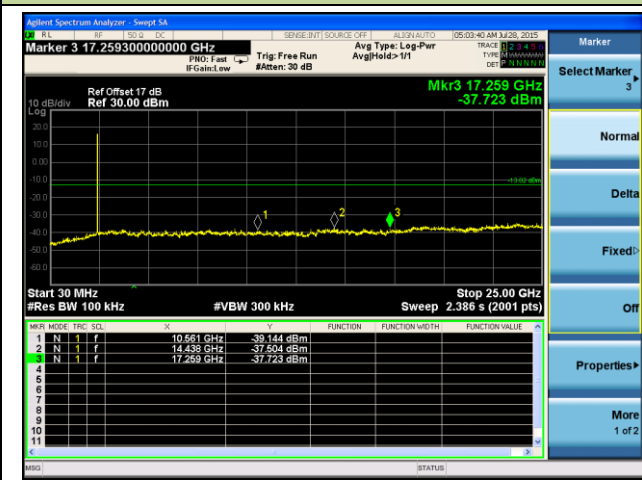 Agilent Spectrum Analyzer - Swept SA
RL RF 50 Ω DC SENSE:INT SOURCE OFF ALIGN AUTO 05:03:40 AM Jul 28, 2015
Marker 3 17.259300000000 GHz
PNO: Fast
IFGain:Low
Trig: Free Run
#Atten: 30 dB
Avg Type: Log-Pwr
Avg|Hold:>1/1
TRACE 1 2 3 4 5 6
TYPE
DET P N N N N N
Ref Offset 17 dB
Ref 30.00 dBm
10 dB/div
Log
Mkr3 17.259 GHz
-37.723 dBm
20.0
10.0
0.00
-10.0
-13.02 dBm
-20.0
-30.0
1
2
3
-40.0
-50.0
-60.0
Start 30 MHz
Stop 25.00 GHz
#Res BW 100 kHz
#VBW 300 kHz
Sweep 2.386 s (2001 pts)
MKR MODE TRC SCL X Y FUNCTION FUNCTION WIDTH FUNCTION VALUE
1 N 1 f 10.561 GHz -39.144 dBm
2 N 1 f 14.438 GHz -37.504 dBm
3 N 1 f 17.259 GHz -37.723 dBm
4
5
6
7
8
9
10
11
MSG
STATUS
Marker
Select Marker
3
Normal
Delta
Fixed
Off
Properties
More
1 of 2